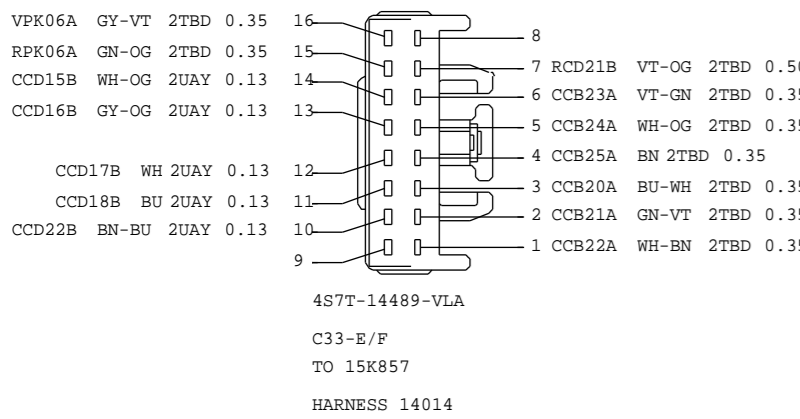 VPK06A GY-VT 2TBD 0.35 16
RPK06A GN-OG 2TBD 0.35 15
CCD15B WH-OG 2UAY 0.13 14
CCD16B GY-OG 2UAY 0.13 13
CCD17B WH 2UAY 0.13 12
CCD18B BU 2UAY 0.13 11
CCD22B BN-BU 2UAY 0.13 10
9
8
7 RCD21B VT-OG 2TBD 0.50
6 CCB23A VT-GN 2TBD 0.35
5 CCB24A WH-OG 2TBD 0.35
4 CCB25A BN 2TBD 0.35
3 CCB20A BU-WH 2TBD 0.35
2 CCB21A GN-VT 2TBD 0.35
1 CCB22A WH-BN 2TBD 0.35
4S7T-14489-VLA
C33-E/F
TO 15K857
HARNESS 14014